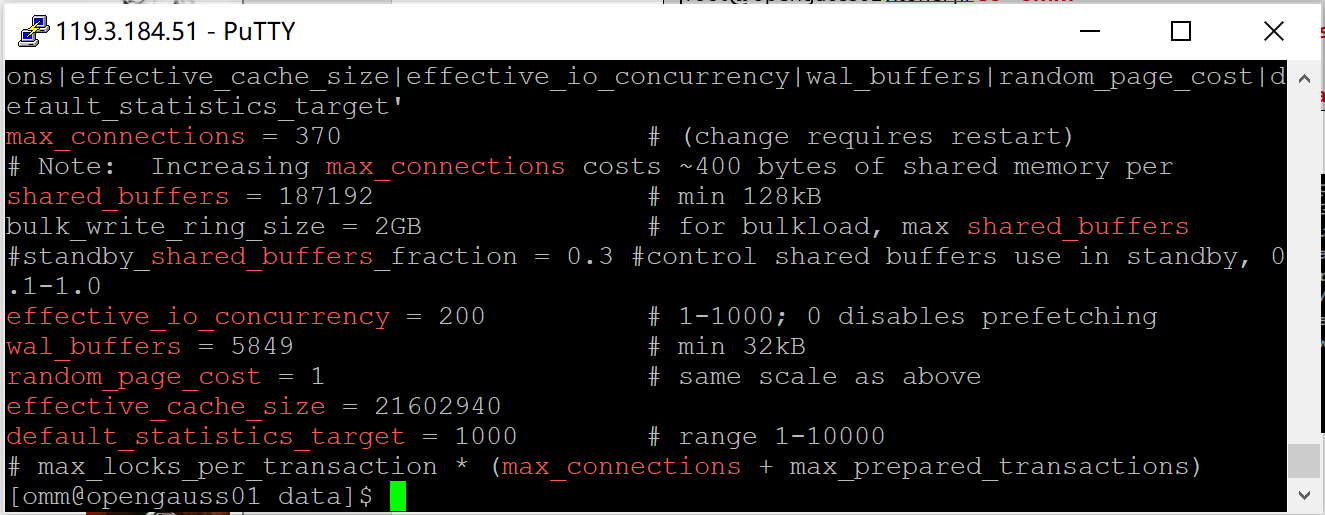 119.3.184.51 - PuTTY
ons|effective_cache_size|effective_io_concurrency|wal_buffers|random_page_cost|d
efault_statistics_target'
max_connections = 370 # (change requires restart)
# Note:  Increasing max_connections costs ~400 bytes of shared memory per
shared_buffers = 187192 # min 128kB
bulk_write_ring_size = 2GB # for bulkload, max shared_buffers
#standby_shared_buffers_fraction = 0.3 #control shared buffers use in standby, 0
.1-1.0
effective_io_concurrency = 200 # 1-1000; 0 disables prefetching
wal_buffers = 5849 # min 32kB
random_page_cost = 1 # same scale as above
effective_cache_size = 21602940
default_statistics_target = 1000 # range 1-10000
# max_locks_per_transaction * (max_connections + max_prepared_transactions)
[omm@opengauss01 data]$